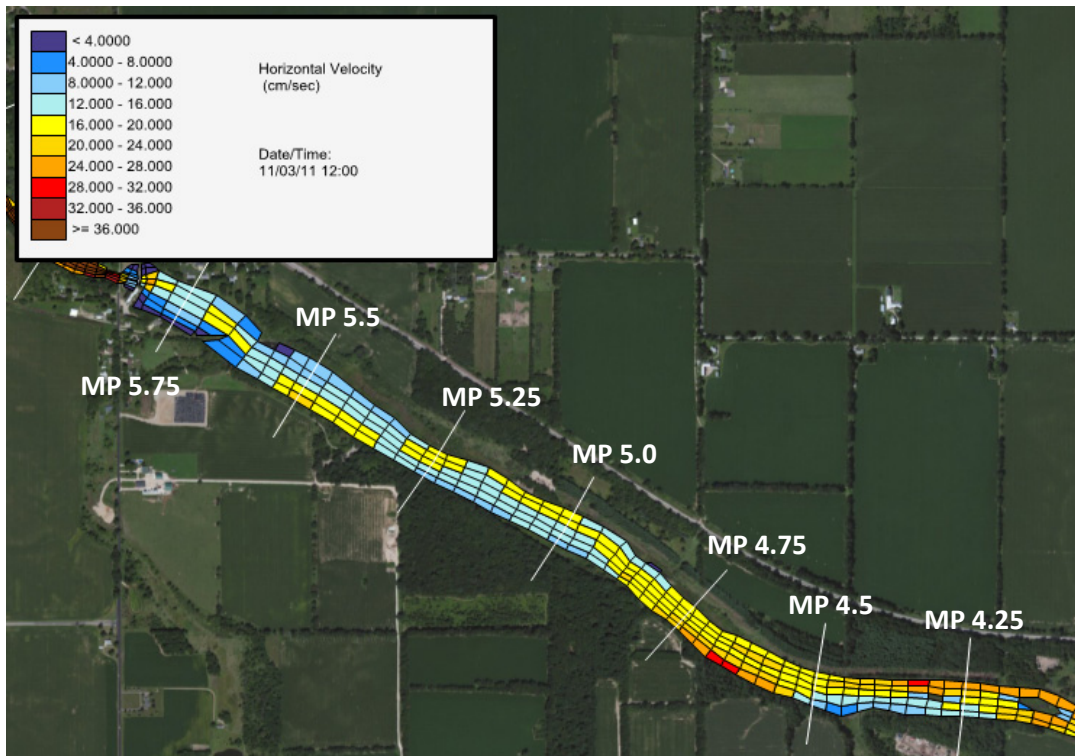 < 4.0000
4.0000 - 8.0000
8.0000 - 12.000
12.000 - 16.000
16.000 - 20.000
20.000 - 24.000
24.000 - 28.000
28.000 - 32.000
32.000 - 36.000
>= 36.000
Horizontal Velocity
(cm/sec)
Date/Time:
11/03/11 12:00
MP 5.75
MP 5.5
MP 5.25
MP 5.0
MP 4.75
MP 4.5
MP 4.25